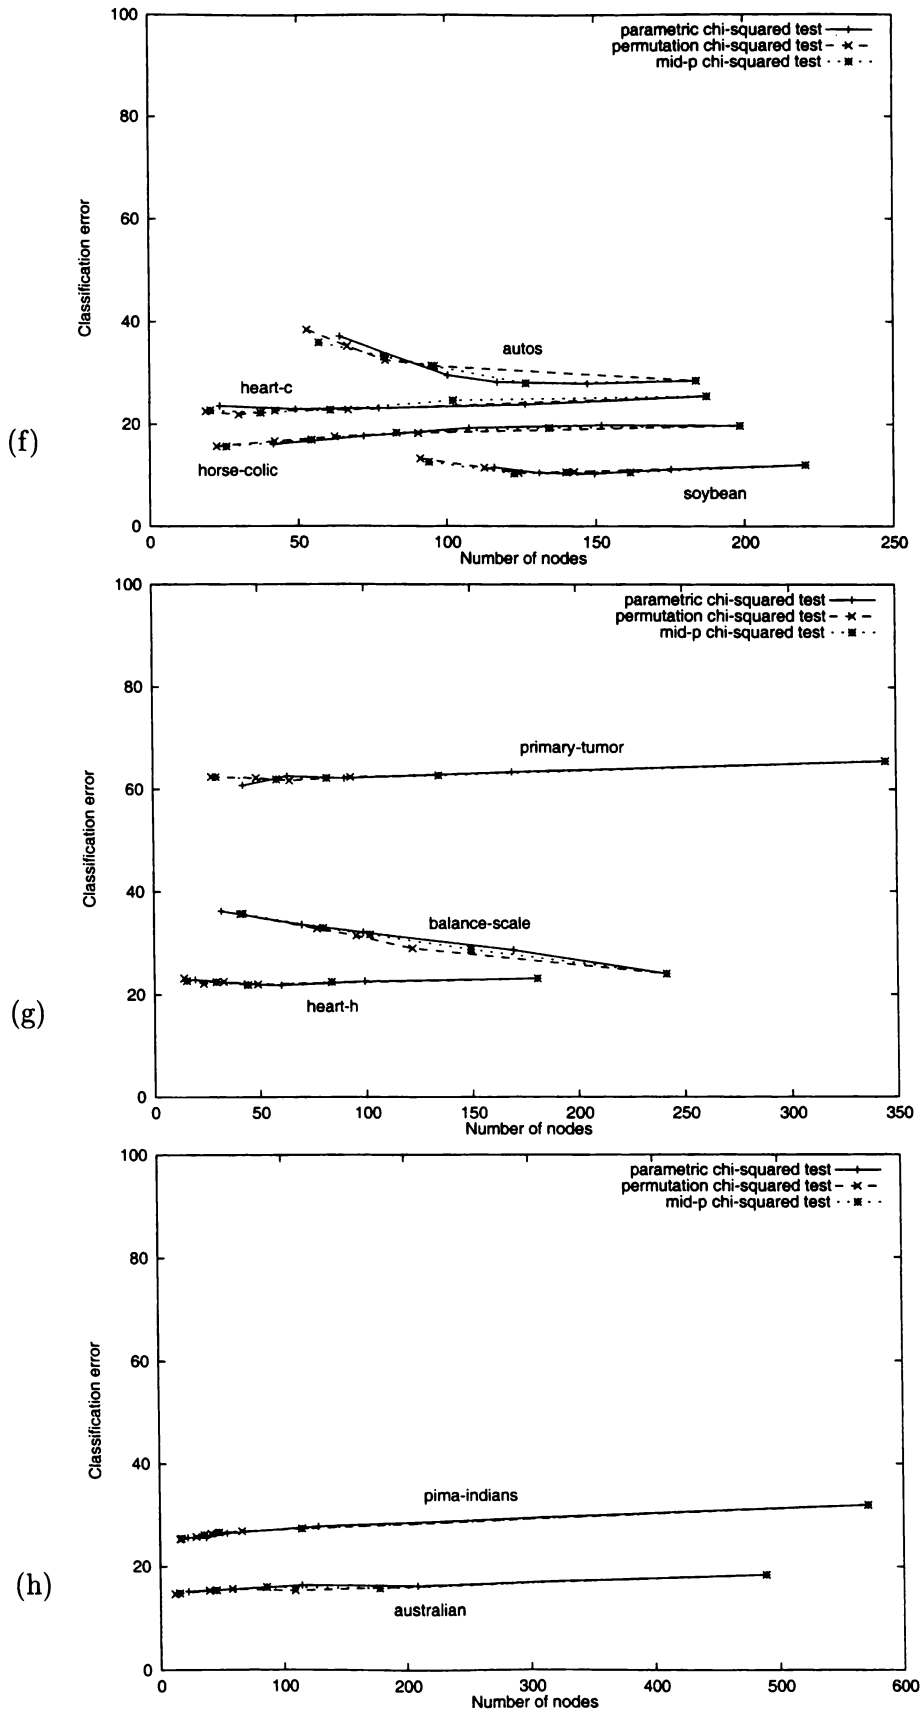 100
80
60
40
20
0
Classification error
parametric chi-squared test
permutation chi-squared test
mid-p chi-squared test
autos
heart-c
horse-colic
soybean
(f)
0 50 100 150 200 250
Number of nodes
100
80
60
40
20
0
Classification error
parametric chi-squared test
permutation chi-squared test
mid-p chi-squared test
primary-tumor
balance-scale
heart-h
(g)
0 50 100 150 200 250 300 350
Number of nodes
100
80
60
40
20
0
Classification error
parametric chi-squared test
permutation chi-squared test
mid-p chi-squared test
pima-indians
australian
(h)
0 100 200 300 400 500 600
Number of nodes